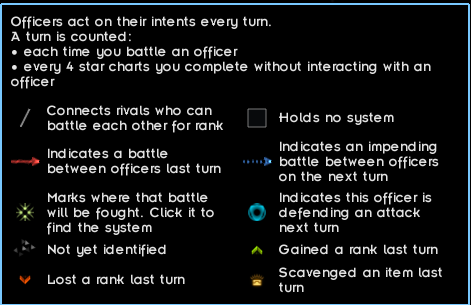 Officers act on their intents every turn.
A turn is counted:
• each time you battle an officer
• every 4 star charts you complete without interacting with an
officer
Connects rivals who can
battle each other for rank
Holds no system
Indicates a battle
between officers last turn
Indicates an impending
battle between officers
on the next turn
Marks where that battle
will be fought. Click it to
find the system
Indicates this officer is
defending an attack
next turn
Not yet identified
Gained a rank last turn
Lost a rank last turn
Scavenged an item last
turn